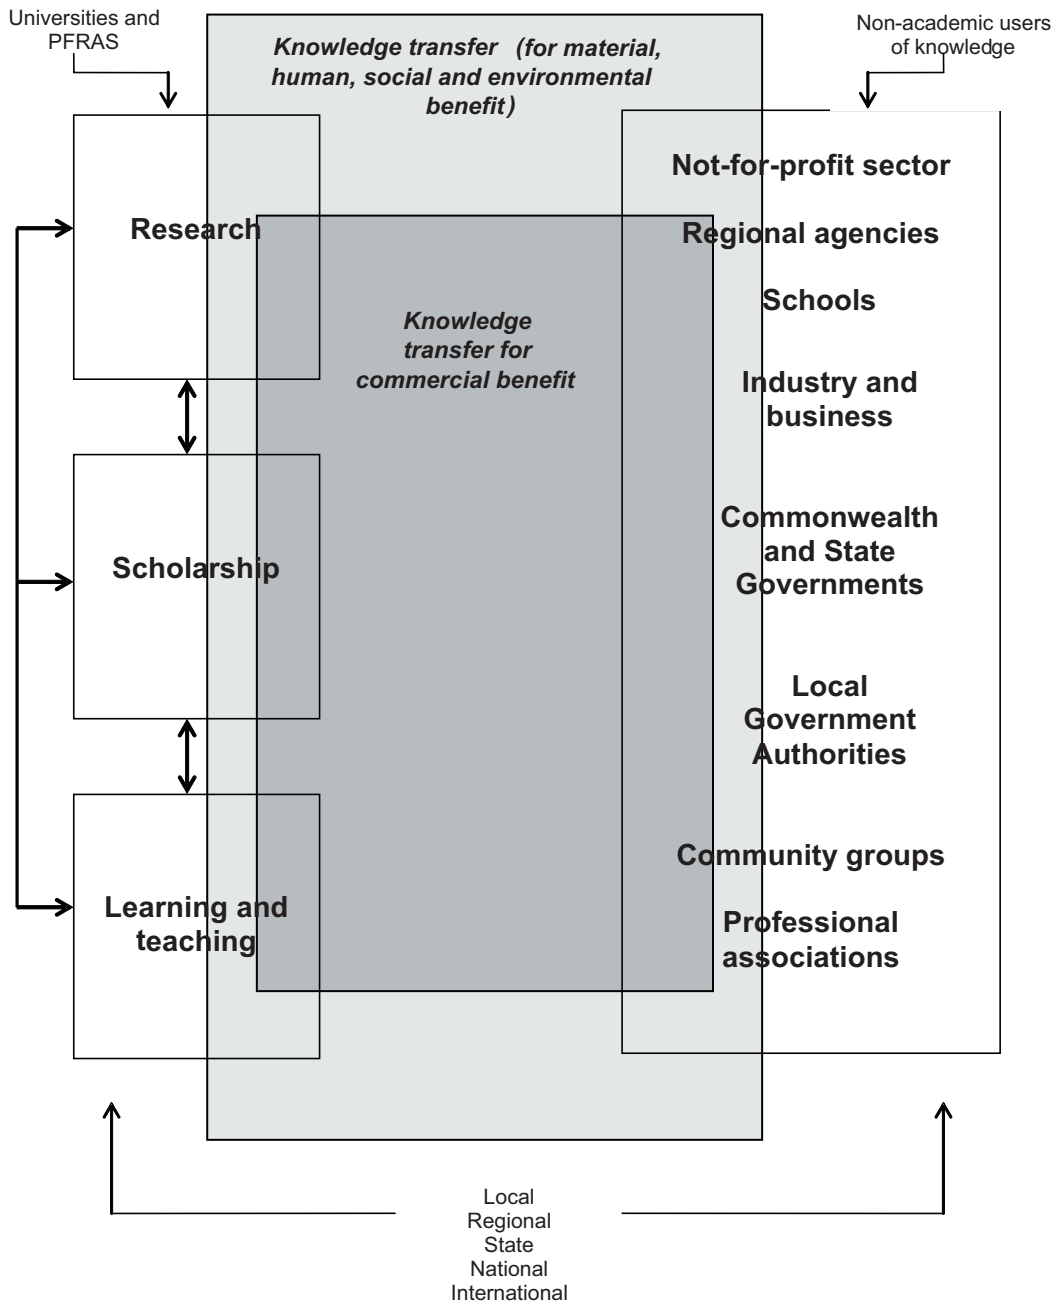 Universities and
PFRAS
Knowledge transfer (for material,
human, social and environmental
benefit)
Non-academic users
of knowledge
Research
Scholarship
Learning and
teaching
Knowledge
transfer for
commercial benefit
Not-for-profit sector
Regional agencies
Schools
Industry and
business
Commonwealth
and State
Governments
Local
Government
Authorities
Community groups
Professional
associations
Local
Regional
State
National
International